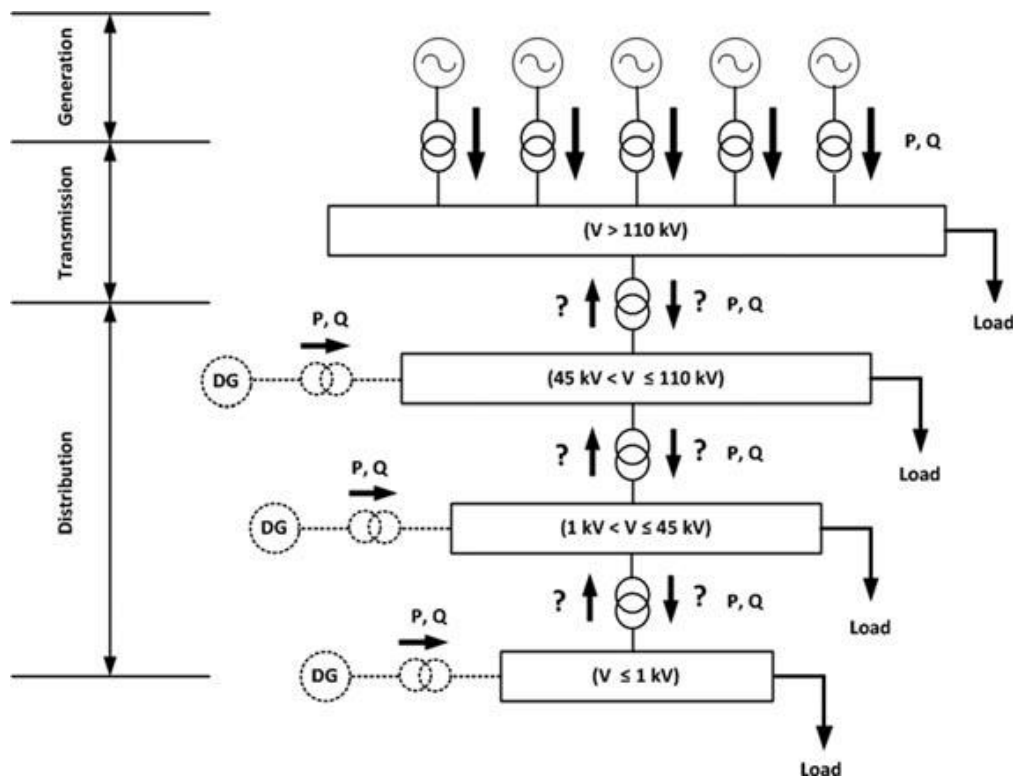 Generation
P, Q
Transmission
(V > 110 kV)
? ? P, Q
Load
P, Q
DG
(45 kV < V ≤ 110 kV)
? ? P, Q
Load
Distribution
P, Q
DG
(1 kV < V ≤ 45 kV)
? ? P, Q
Load
P, Q
DG
(V ≤ 1 kV)
Load